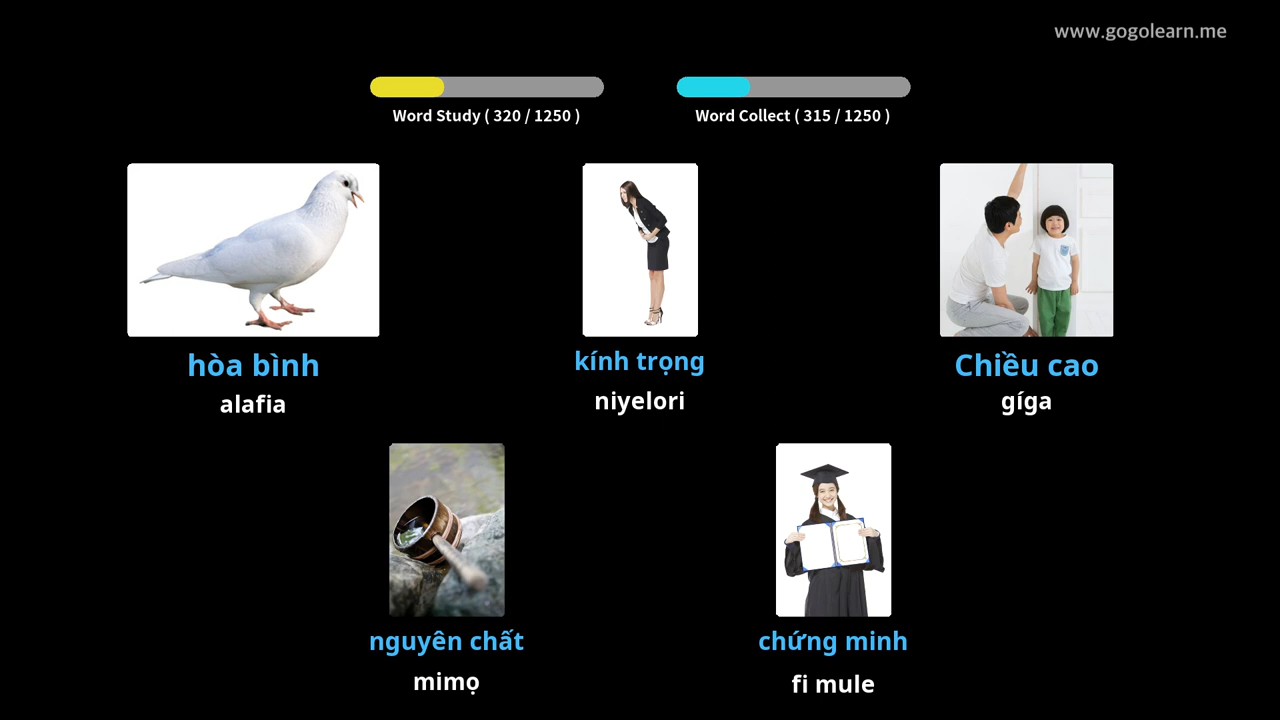 www.gogolearn.me
Word Study ( 320 / 1250 )
Word Collect ( 315 / 1250 )
hòa bình
alafia
kính trọng
niyelori
Chiều cao
gíga
nguyên chất
mimọ
chứng minh
fi mule